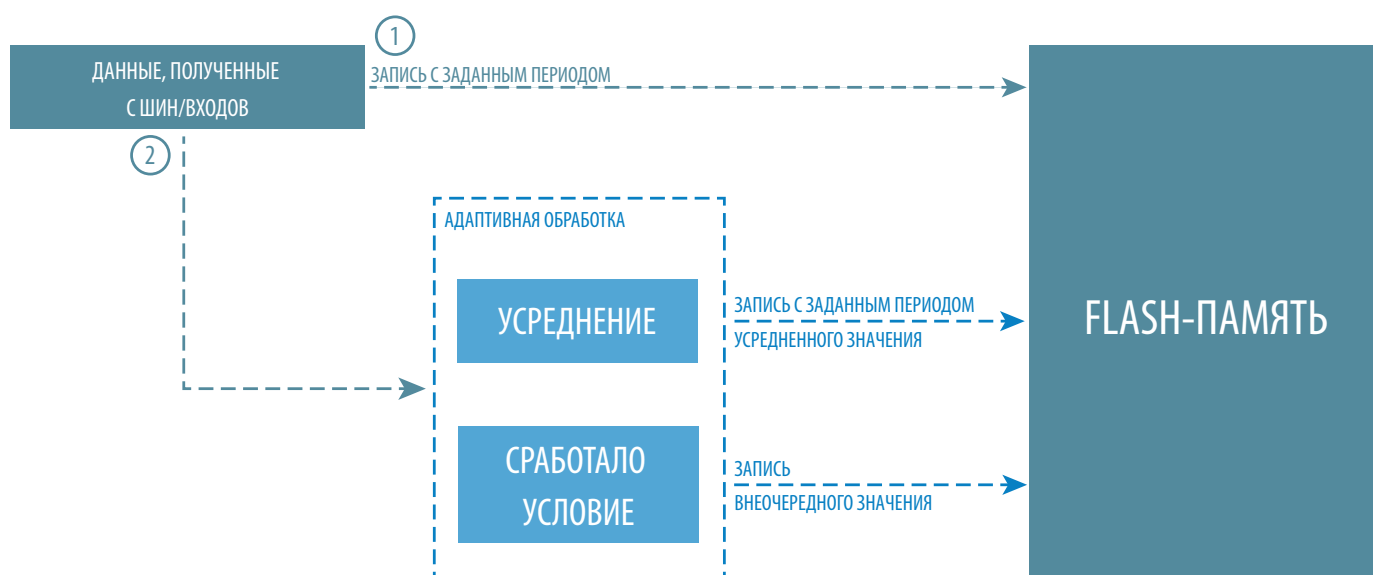 1
ДАННЫЕ, ПОЛУЧЕННЫЕ
С ШИН/ВХОДОВ
ЗАПИСЬ С ЗАДАННЫМ ПЕРИОДОМ
2
АДАПТИВНАЯ ОБРАБОТКА
УСРЕДНЕНИЕ
ЗАПИСЬ С ЗАДАННЫМ ПЕРИОДОМ
УСРЕДНЕННОГО ЗНАЧЕНИЯ
FLASH-ПАМЯТЬ
СРАБОТАЛО
УСЛОВИЕ
ЗАПИСЬ
ВНЕОЧЕРЕДНОГО ЗНАЧЕНИЯ